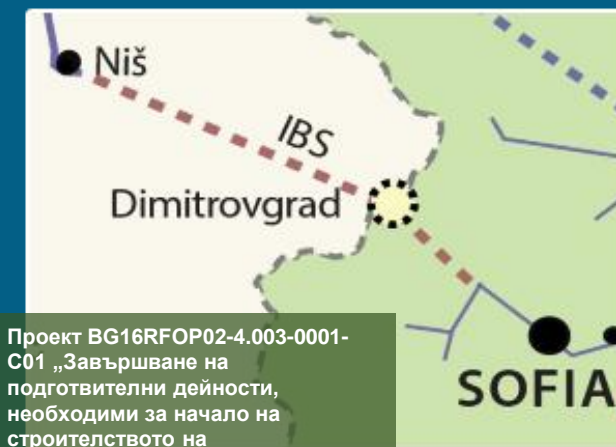 Niš
IBS
Dimitrovgrad
SOFIA
Проект BG16RFOP02-4.003-0001-
C01 „Завършване на
подготвителни дейности,
необходими за начало на
строителството на